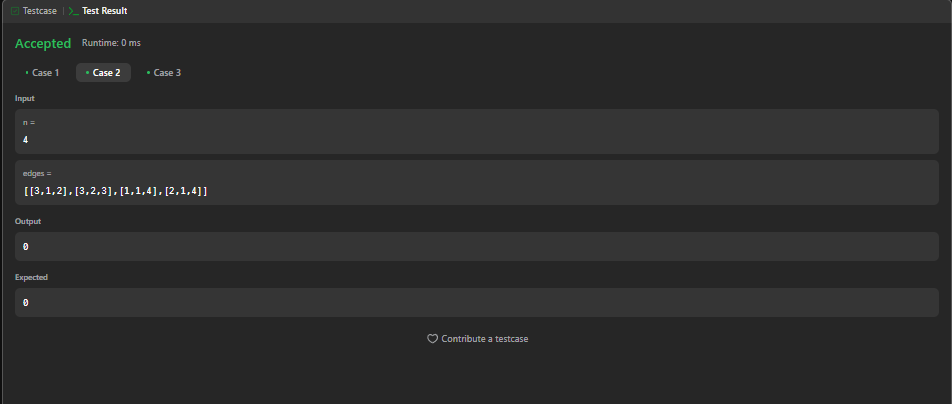 Testcase
Test Result
Accepted Runtime: 0 ms
Case 1 Case 2 Case 3
Input
n =
4
edges =
[[3,1,2],[3,2,3],[1,1,4],[2,1,4]]
Output
0
Expected
0
Contribute a testcase